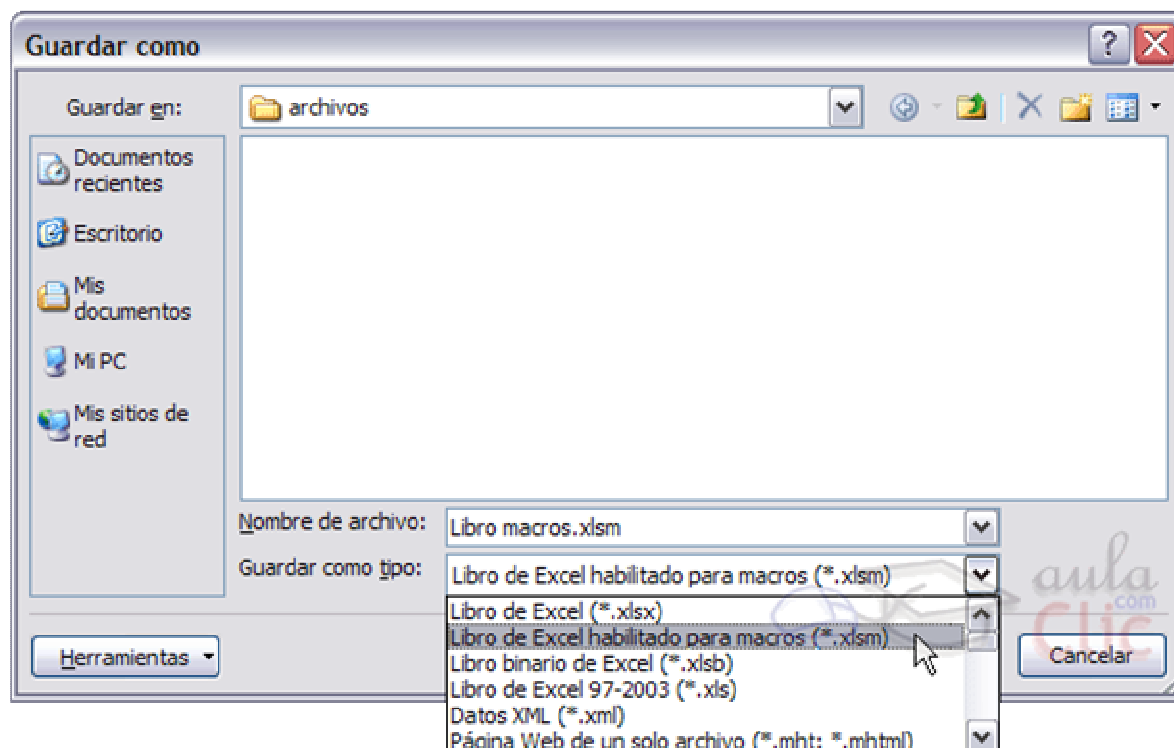 Guardar como
Guardar en:
archivos
Documentos
recientes
Escritorio
Mis
documentos
Mi PC
Mis sitios de
red
Nombre de archivo:
Libro macros.xlsm
Guardar como tipo:
Libro de Excel habilitado para macros (*.xlsm)
Libro de Excel (*.xlsx)
Libro de Excel habilitado para macros (*.xlsm)
Libro binario de Excel (*.xlsb)
Libro de Excel 97-2003 (*.xls)
Datos XML (*.xml)
Página Web de un solo archivo (*.mht; *.mhtml)
Herramientas
Cancelar
aula
.com
Clic